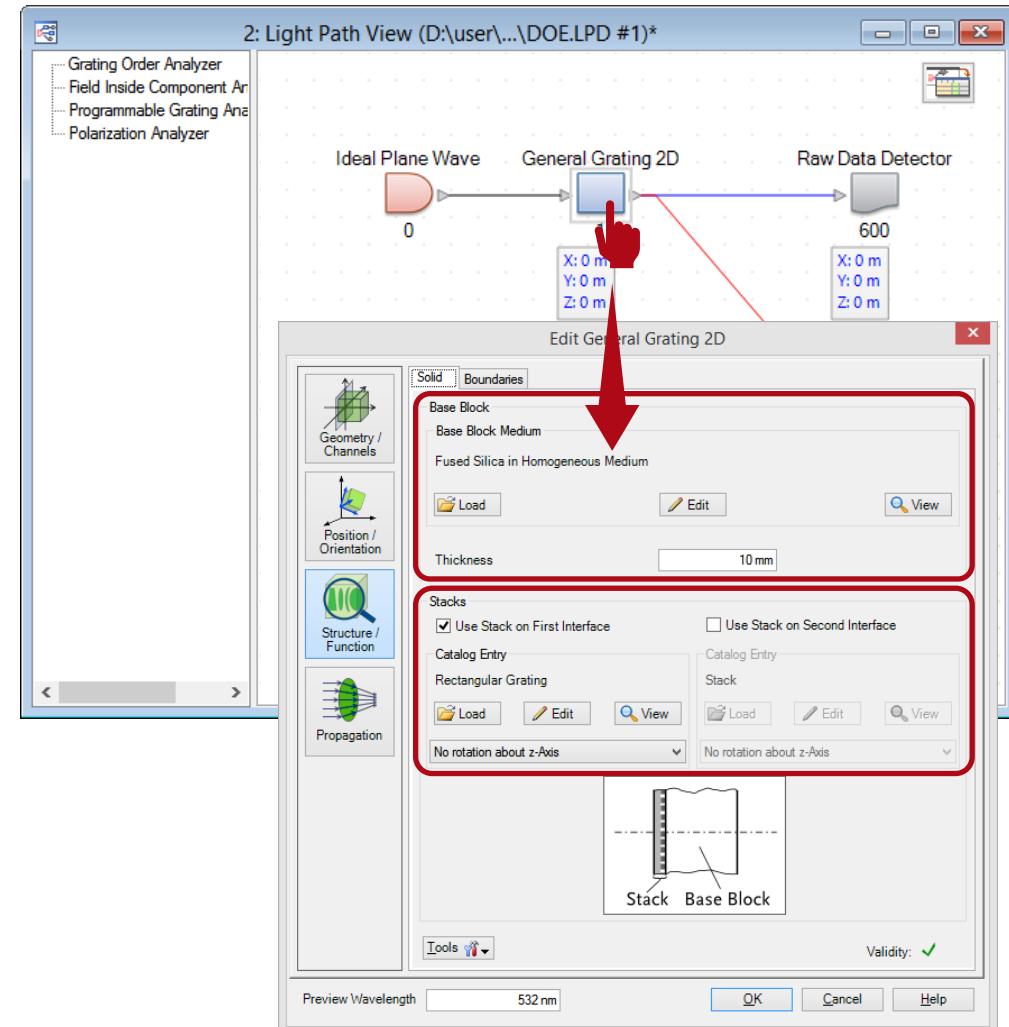 2: Light Path View (D:\user\...\DOE.LPD #1)*
Grating Order Analyzer
Field Inside Component Ar
Programmable Grating Ana
Polarization Analyzer
Ideal Plane Wave
General Grating 2D
Raw Data Detector
0
600
X: 0 m
Y: 0 m
Z: 0 m
X: 0 m
Y: 0 m
Z: 0 m
Edit General Grating 2D
Geometry /
Channels
Position /
Orientation
Structure /
Function
Propagation
Solid
Boundaries
Base Block
Base Block Medium
Fused Silica in Homogeneous Medium
Load
Edit
View
Thickness
10 mm
Stacks
Use Stack on First Interface
Use Stack on Second Interface
Catalog Entry
Catalog Entry
Rectangular Grating
Stack
Load
Edit
View
Load
Edit
View
No rotation about z-Axis
No rotation about z-Axis
Stack
Base Block
Tools
Validity:
Preview Wavelength
532 nm
OK
Cancel
Help